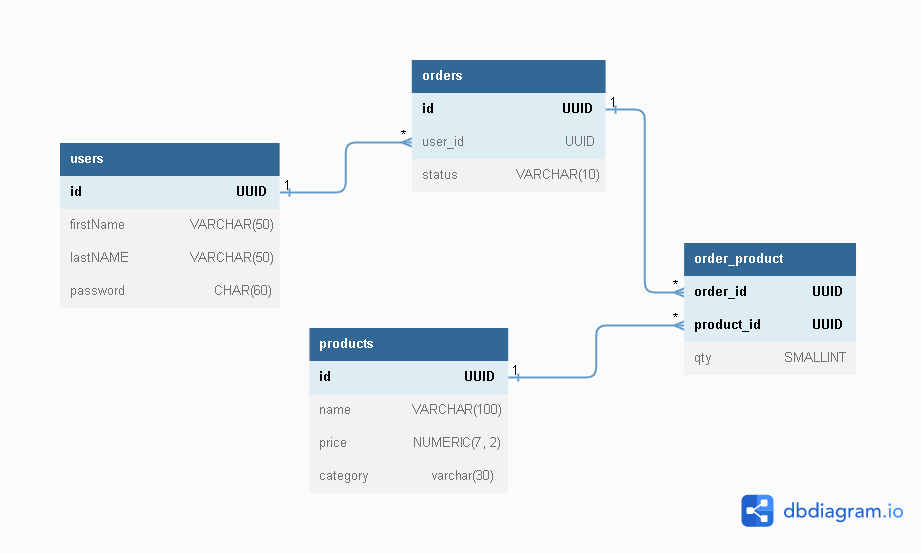 orders
id UUID
user_id UUID
status VARCHAR(10)
1
*
users
id UUID
firstName VARCHAR(50)
lastNAME VARCHAR(50)
password CHAR(60)
1
order_product
order_id UUID
product_id UUID
qty SMALLINT
*
*
products
id UUID
name VARCHAR(100)
price NUMERIC(7, 2)
category varchar(30)
1
dbdiagram.io